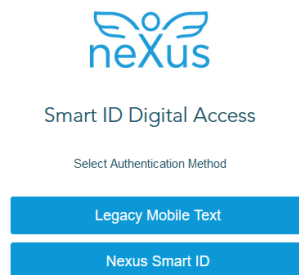 neXus
Smart ID Digital Access
Select Authentication Method
Legacy Mobile Text
Nexus Smart ID